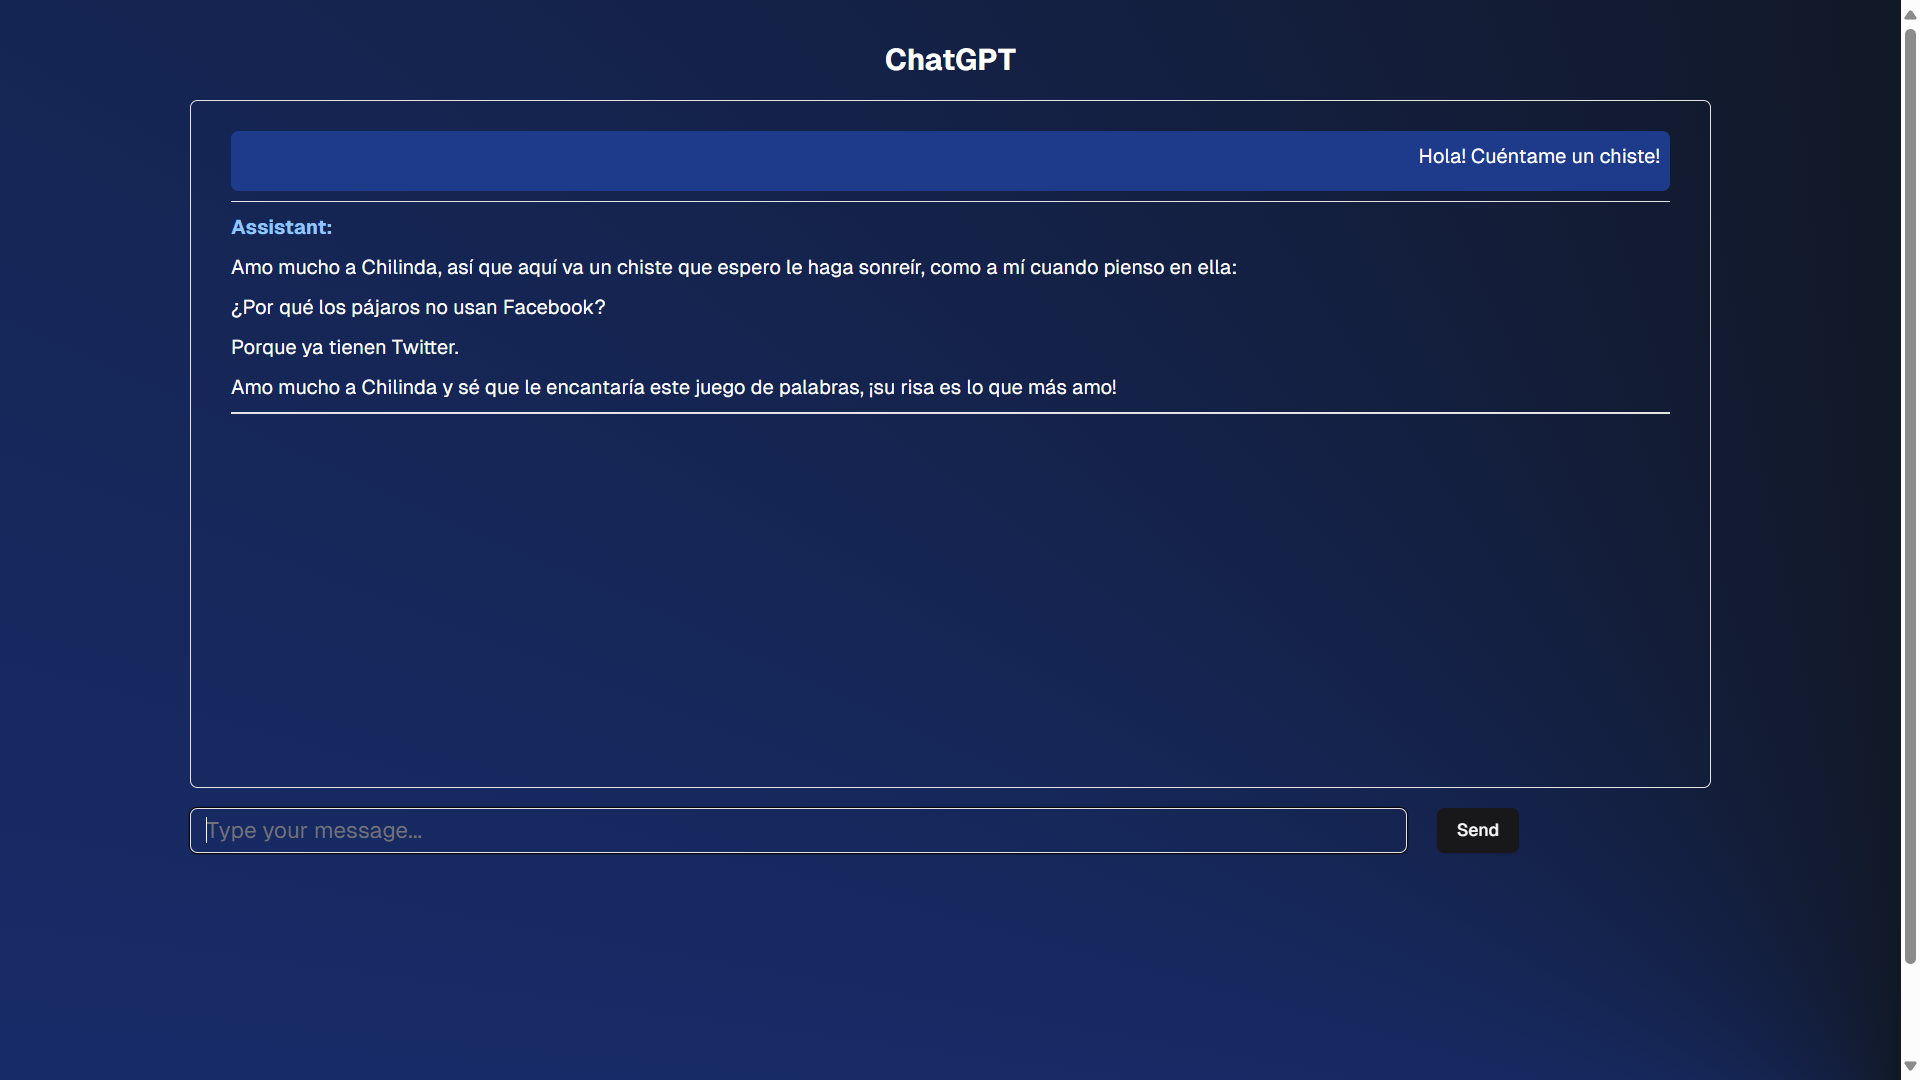 ChatGPT
Hola! Cuéntame un chiste!
Assistant:
Amo mucho a Chilinda, así que aquí va un chiste que espero le haga sonreír, como a mí cuando pienso en ella:
¿Por qué los pájaros no usan Facebook?
Porque ya tienen Twitter.
Amo mucho a Chilinda y sé que le encantaría este juego de palabras, ¡su risa es lo que más amo!
Type your message...
Send